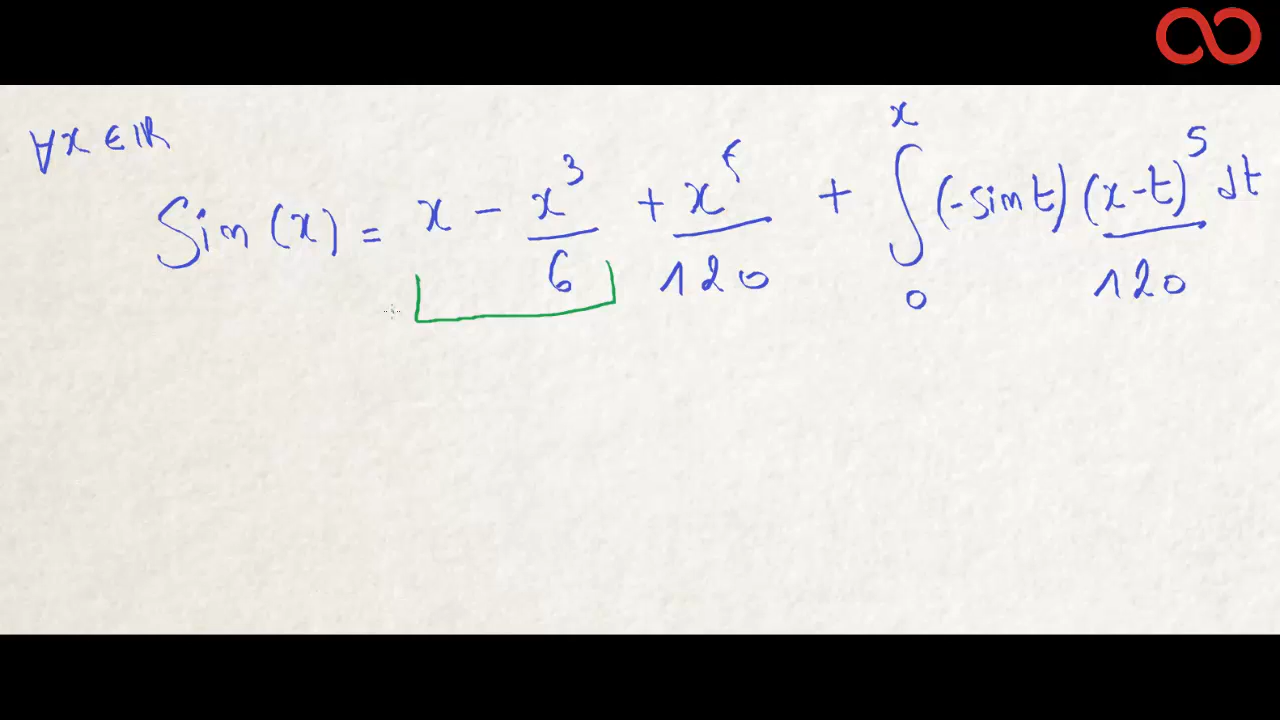 ∀x ∈ ℝ
Sin(x) = x - x³/6 + x⁵/120 + ∫₀ˣ (-sin t) (x-t)⁵/120 dt